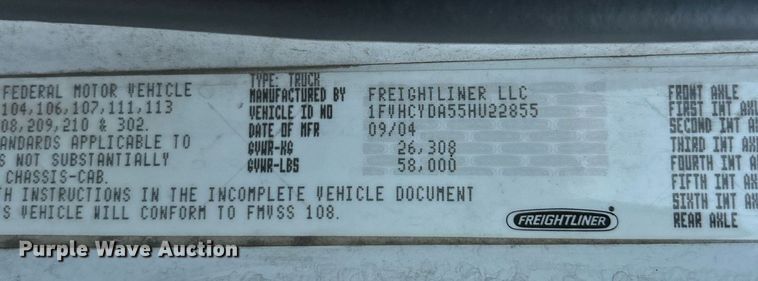 FEDERAL MOTOR VEHICLE
104,106,107,111,113
08,209,210 & 302.
ANDARDS APPLICABLE TO
S NOT SUBSTANTIALLY
CHASSIS-CAB.
TH INSTRUCTIONS IN THE INCOMPLETE VEHICLE DOCUMENT
S VEHICLE WILL CONFORM TO FMVSS 108.
TYPE: TRUCK
MANUFACTURED BY FREIGHTLINER LLC
VEHICLE ID NO 1FVHCYDA55HU22855
DATE OF MFR 09/04
GVWR-KG 26,308
GVWR-LBS 58,000
FREIGHTLINER
FRONT AXLE
FIRST INT AX
SECOND INT AX
THIRD INT AX
FOURTH INT AX
FIFTH INT AX
SIXTH INT AX
REAR AXLE
Purple Wave Auction